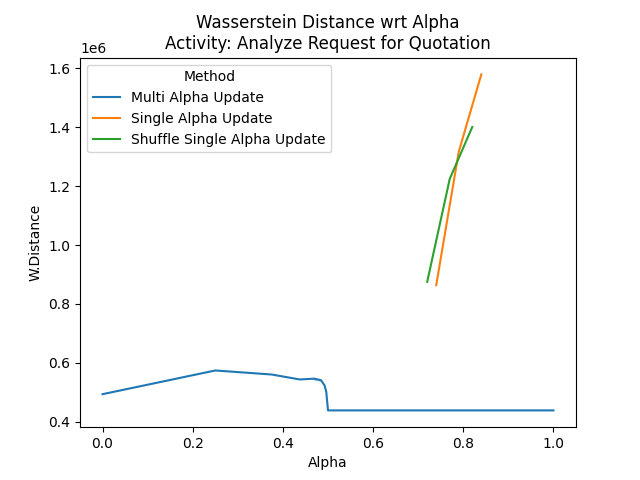 Wasserstein Distance wrt Alpha
Activity: Analyze Request for Quotation
1e6
Method
Multi Alpha Update
Single Alpha Update
Shuffle Single Alpha Update
1.6
1.4
1.2
1.0
0.8
0.6
0.4
W.Distance
0.0 0.2 0.4 0.6 0.8 1.0
Alpha